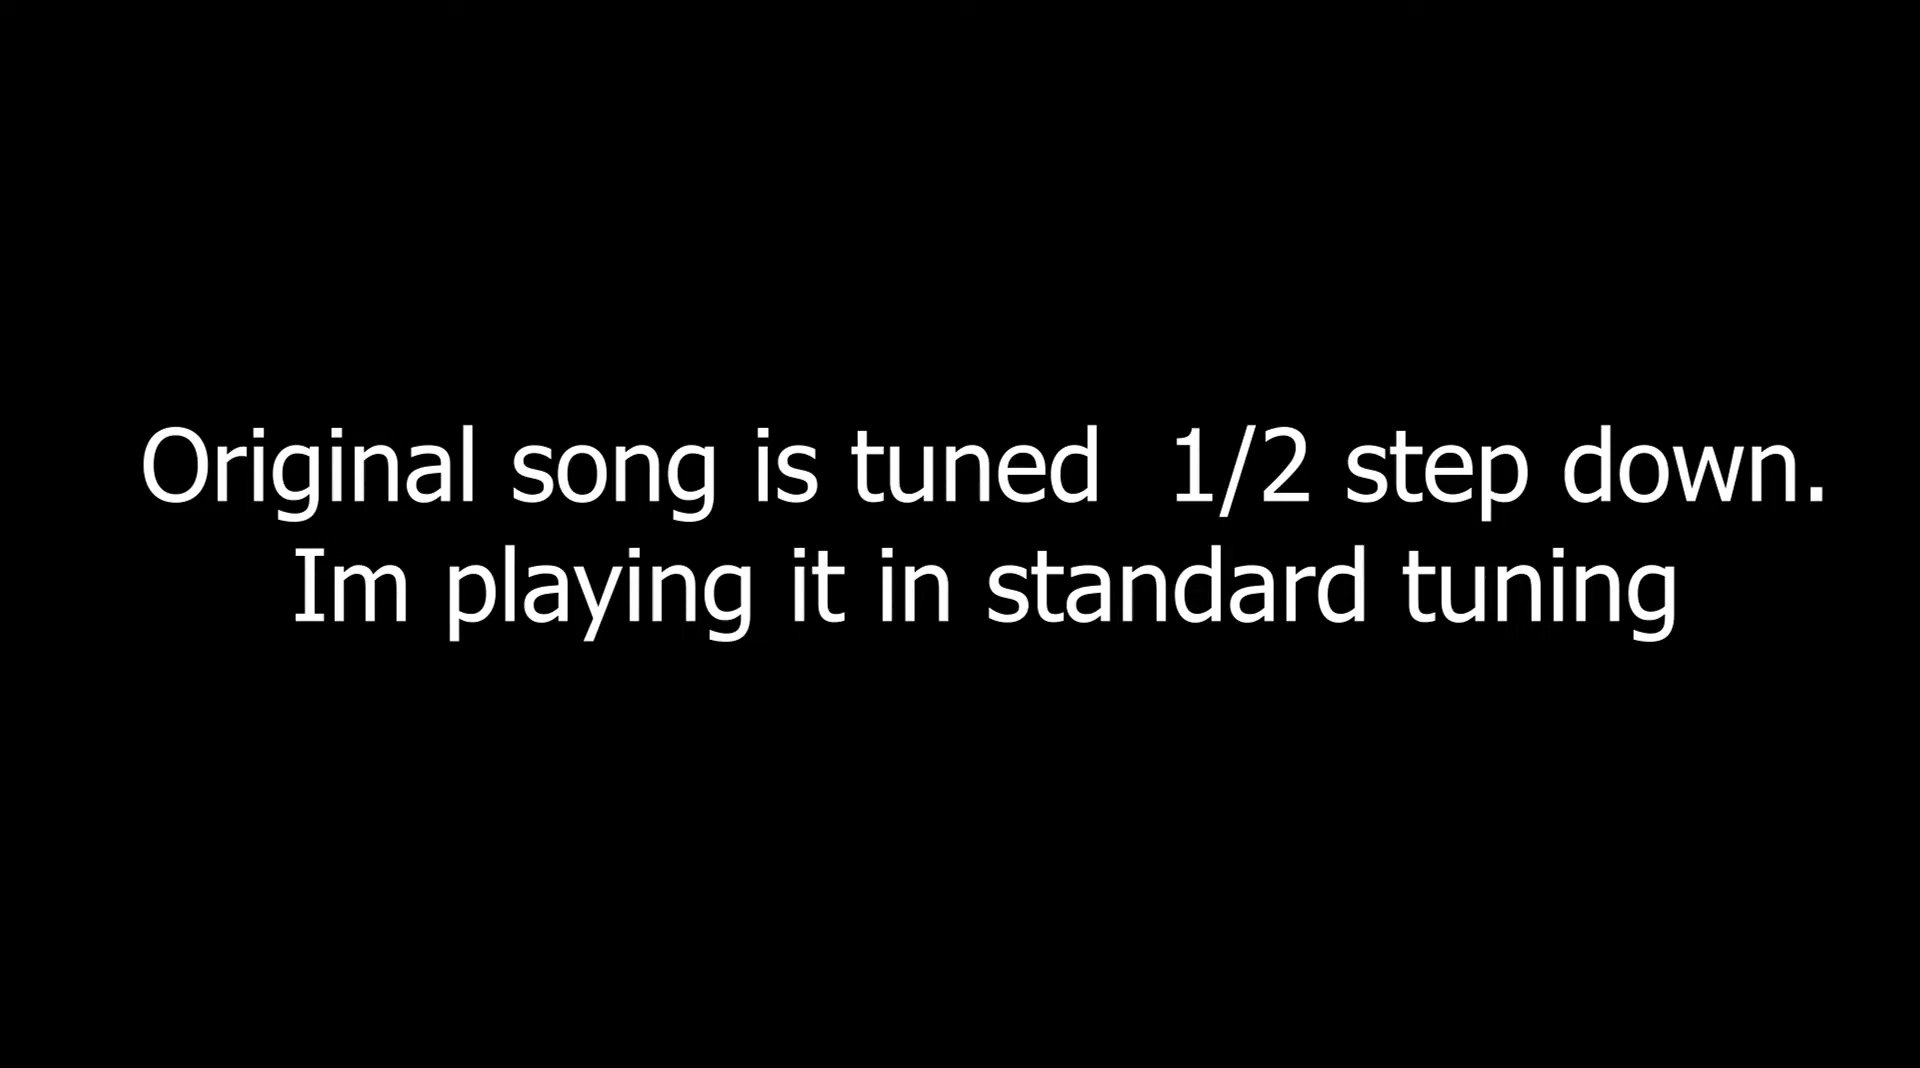 Original song is tuned  1/2 step down.
Im playing it in standard tuning